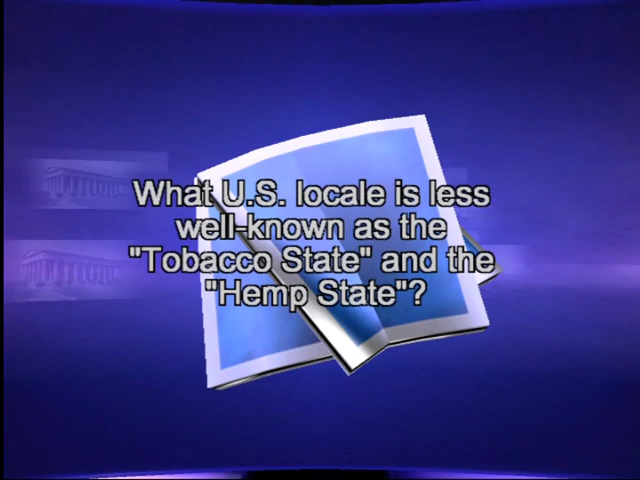 What U.S. locale is less
well-known as the
"Tobacco State" and the
"Hemp State"?